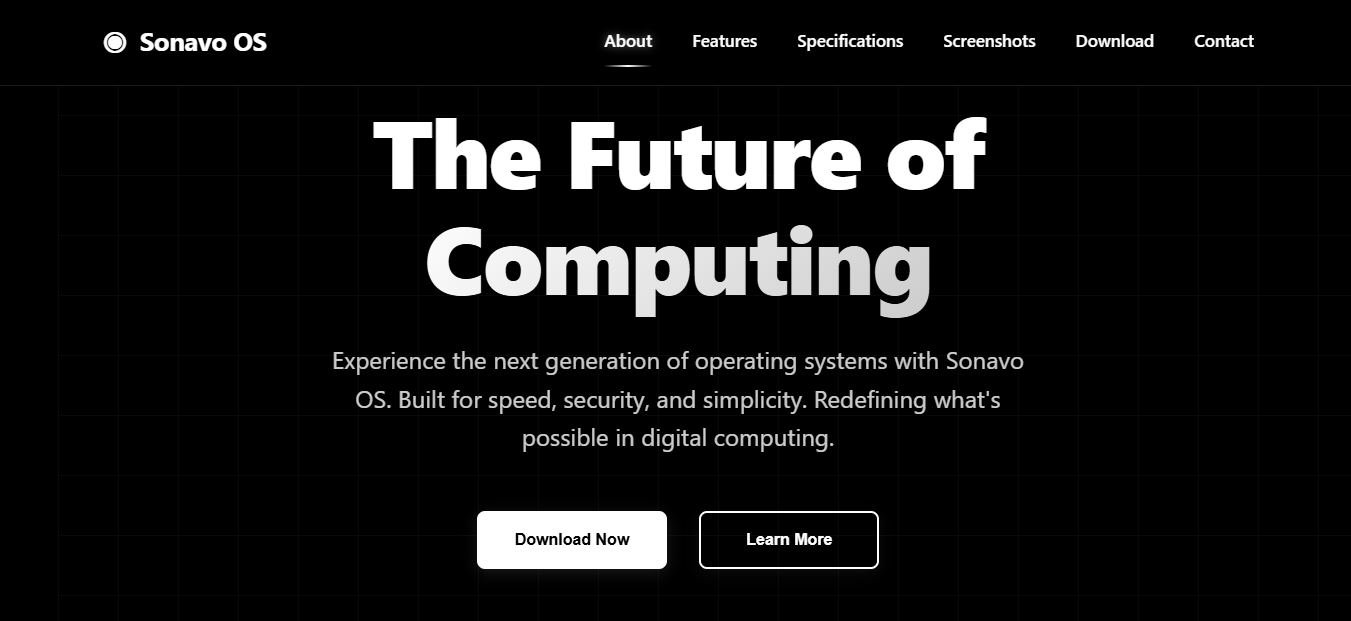 Sonavo OS
About
Features
Specifications
Screenshots
Download
Contact
The Future of
Computing
Experience the next generation of operating systems with Sonavo
OS. Built for speed, security, and simplicity. Redefining what's
possible in digital computing.
Download Now
Learn More